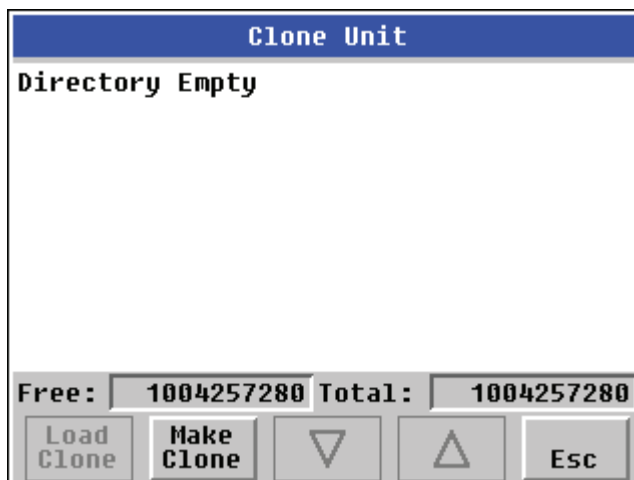 Clone Unit
Directory Empty
Free: 1004257280 Total: 1004257280
Load Clone Make Clone Esc